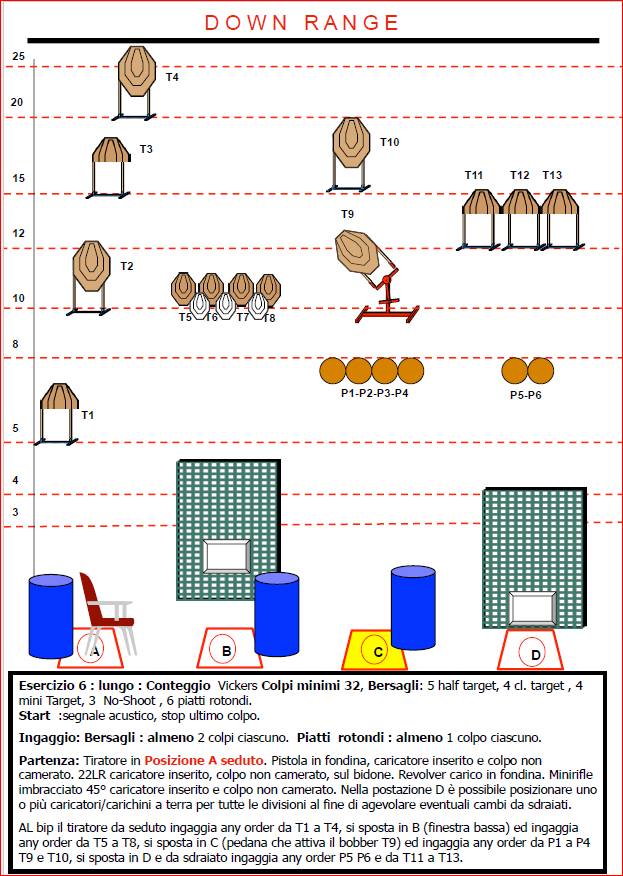 DOWN RANGE
25
T4
20
T3
T10
15
T11 T12 T13
T9
12
T2
10
T5 T6 T7 T8
8
P1-P2-P3-P4
P5-P6
T1
5
4
3
A
B
C
D
Esercizio 6 : lungo : Conteggio Vickers Colpi minimi 32, Bersagli: 5 half target, 4 cl. target , 4
mini Target, 3 No-Shoot , 6 piatti rotondi.
Start :segnale acustico, stop ultimo colpo.
Ingaggio: Bersagli : almeno 2 colpi ciascuno. Piatti rotondi : almeno 1 colpo ciascuno.
Partenza: Tiratore in Posizione A seduto. Pistola in fondina, caricatore inserito e colpo non
camerato. 22LR caricatore inserito, colpo non camerato, sul bidone. Revolver carico in fondina. Minirifle
imbracciato 45° caricatore inserito e colpo non camerato. Nella postazione D è possibile posizionare uno
o più caricatori/carichini a terra per tutte le divisioni al fine di agevolare eventuali cambi da sdraiati.
AL bip il tiratore da seduto ingaggia any order da T1 a T4, si sposta in B (finestra bassa) ed ingaggia
any order da T5 a T8, si sposta in C (pedana che attiva il bobber T9) ed ingaggia any order da P1 a P4
T9 e T10, si sposta in D e da sdraiato ingaggia any order P5 P6 e da T11 a T13.